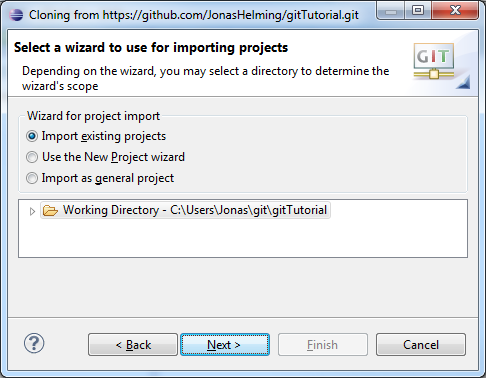 Cloning from https://github.com/JonasHelming/gitTutorial.git
Select a wizard to use for importing projects
Depending on the wizard, you may select a directory to determine the
wizard's scope
GIT
Wizard for project import
Import existing projects
Use the New Project wizard
Import as general project
Working Directory - C:\Users\Jonas\git\gitTutorial
?
< Back
Next >
Finish
Cancel